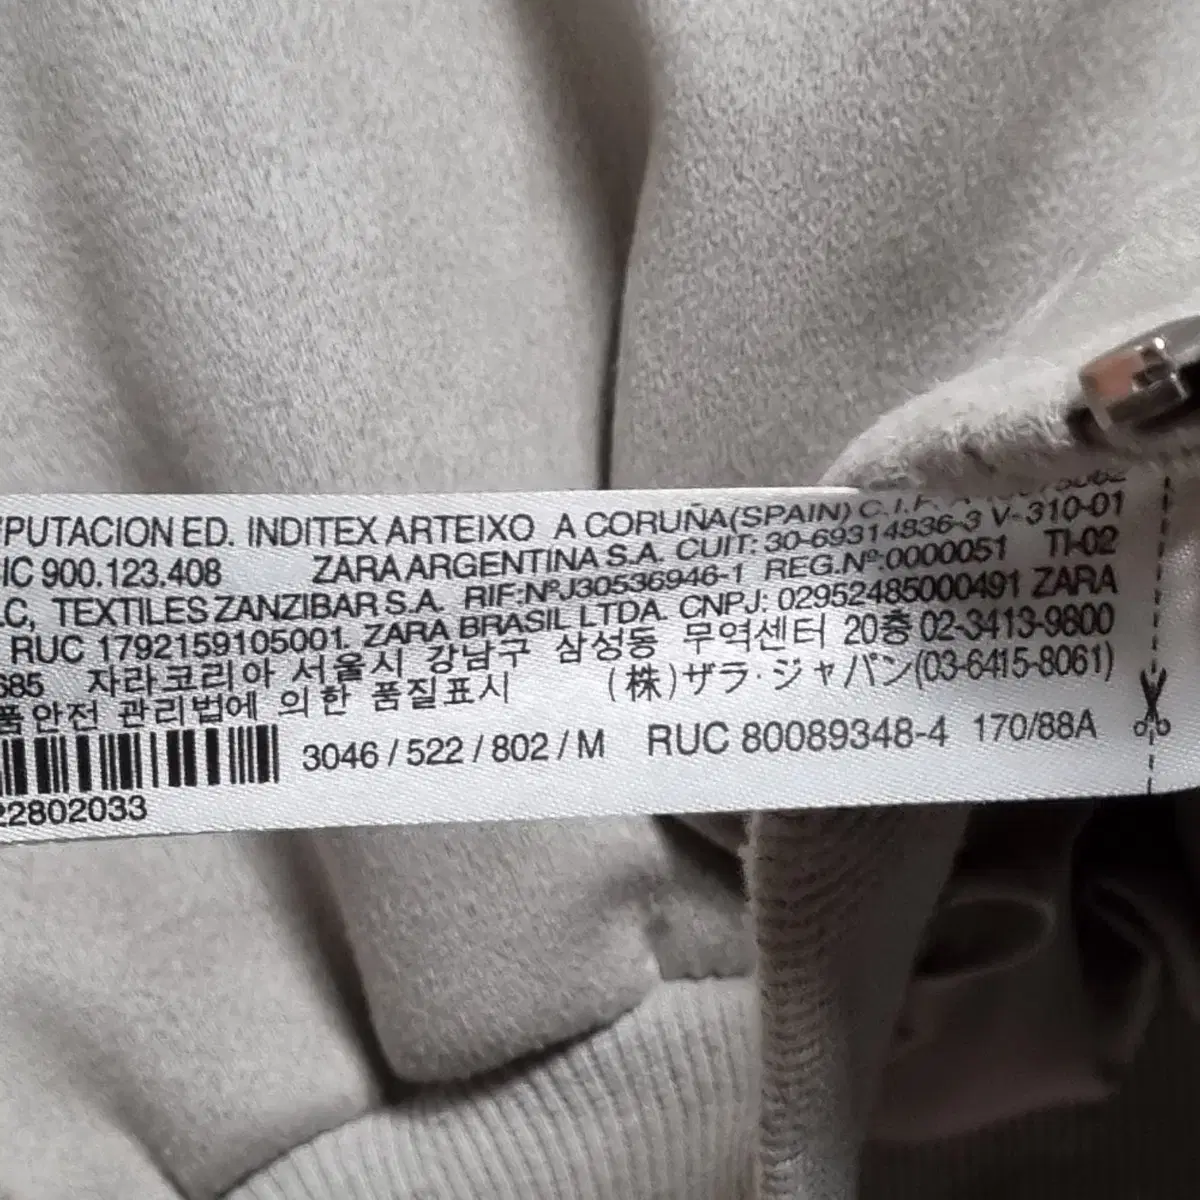 PUTACION ED. INDITEX ARTEIXO A CORUÑA(SPAIN) C.I.F.
IC 900.123.408 ZARA ARGENTINA S.A. CUIT: 30-69314836-3 V-310-01
C, TEXTILES ZANZIBAR S.A. RIF:NºJ30536946-1 REG.Nº:0000051 TI-02
RUC 1792159105001. ZARA BRASIL LTDA. CNPJ: 02952485000491 ZARA
685 자라코리아 서울시 강남구 삼성동 무역센터 20층 02-3413-9800
품안전 관리법에 의한 품질표시 (株)ザラ・ジャパン(03-6415-8061)
3046 / 522 / 802 / M RUC 80089348-4 170/88A
22802033